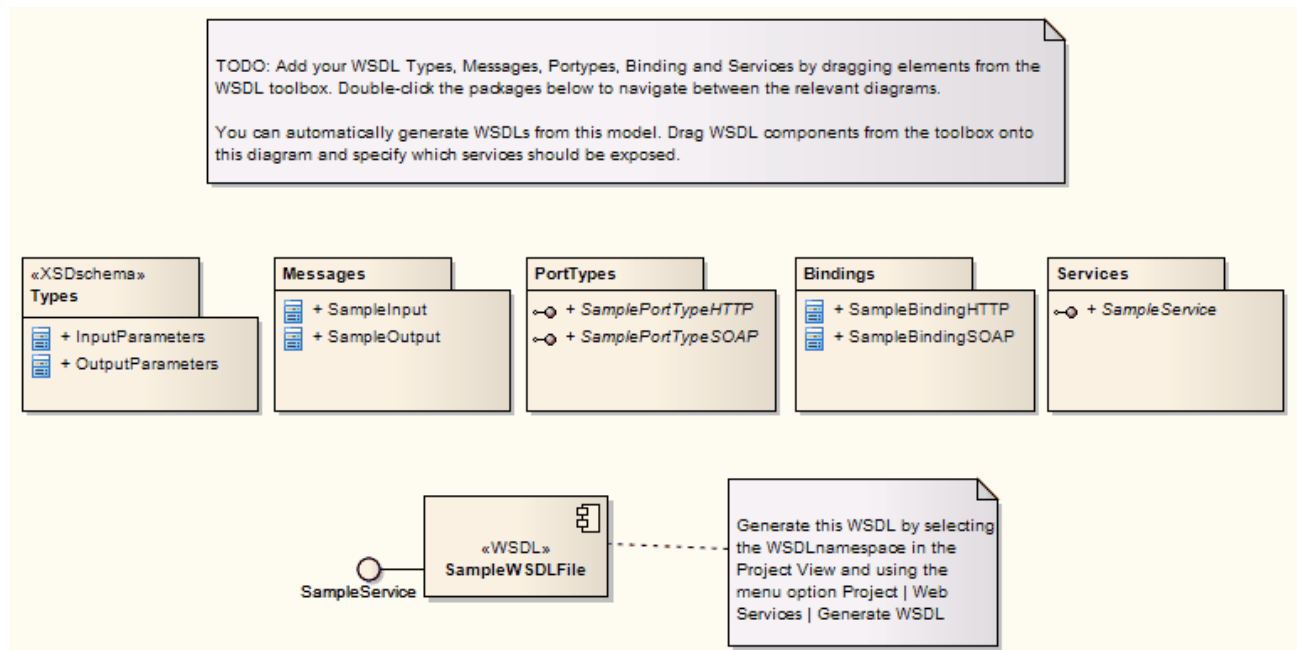 TODO: Add your WSDL Types, Messages, Portypes, Binding and Services by dragging elements from the
WSDL toolbox. Double-click the packages below to navigate between the relevant diagrams.
You can automatically generate WSDLs from this model. Drag WSDL components from the toolbox onto
this diagram and specify which services should be exposed.
«XSDschema»
Types
+ InputParameters
+ OutputParameters
Messages
+ SampleInput
+ SampleOutput
PortTypes
+ SamplePortTypeHTTP
+ SamplePortTypeSOAP
Bindings
+ SampleBindingHTTP
+ SampleBindingSOAP
Services
+ SampleService
«WSDL»
SampleWSDLFile
SampleService
Generate this WSDL by selecting
the WSDLnamespace in the
Project View and using the
menu option Project | Web
Services | Generate WSDL